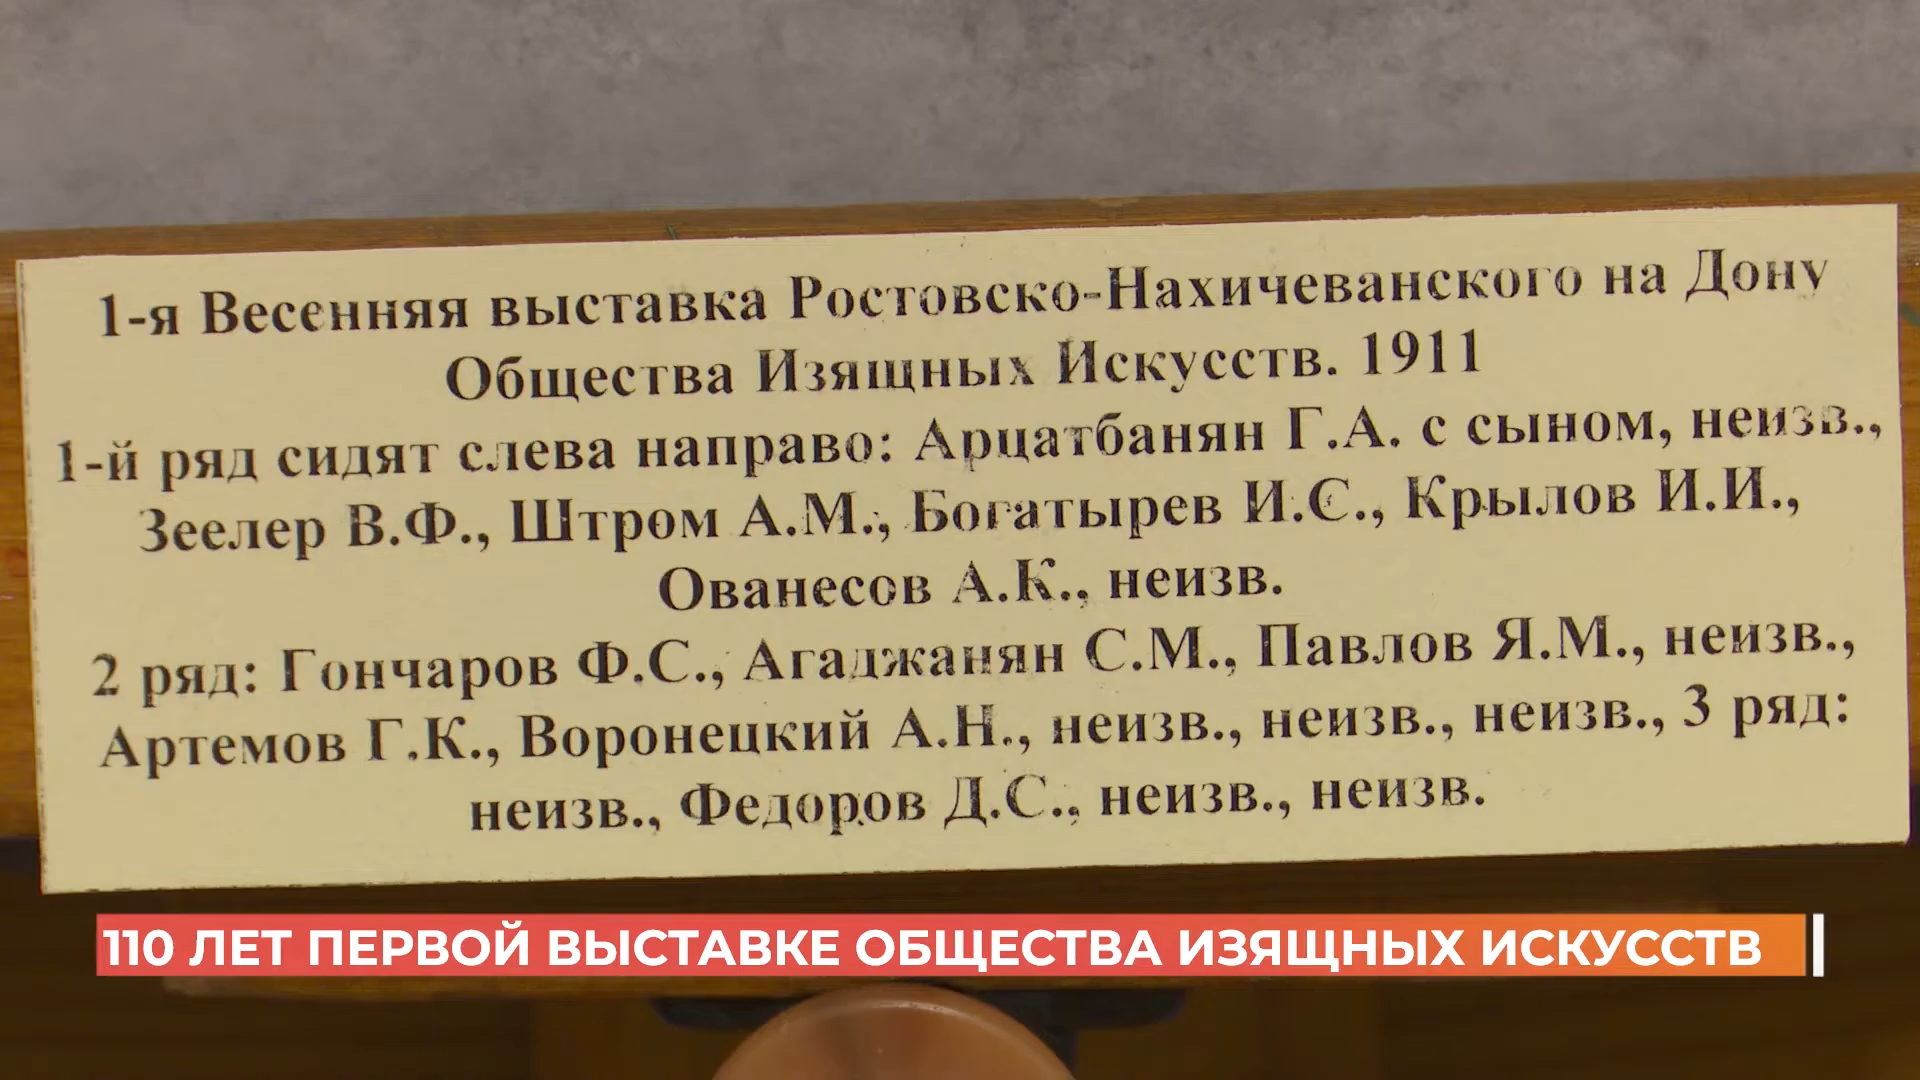 1-я Весенняя выставка Ростовско-Нахичеванского на Дону
Общества Изящных Искусств. 1911
1-й ряд сидят слева направо: Арцатбанян Г.А. с сыном, неизв.,
Зеелер В.Ф., Штром А.М., Богатырев И.С., Крылов И.И.,
Ованесов А.К., неизв.
2 ряд: Гончаров Ф.С., Агаджанян С.М., Павлов Я.М., неизв.,
Артемов Г.К., Воронецкий А.Н., неизв., неизв., неизв., 3 ряд:
неизв., Федоров Д.С., неизв., неизв.
110 ЛЕТ ПЕРВОЙ ВЫСТАВКЕ ОБЩЕСТВА ИЗЯЩНЫХ ИСКУССТВ